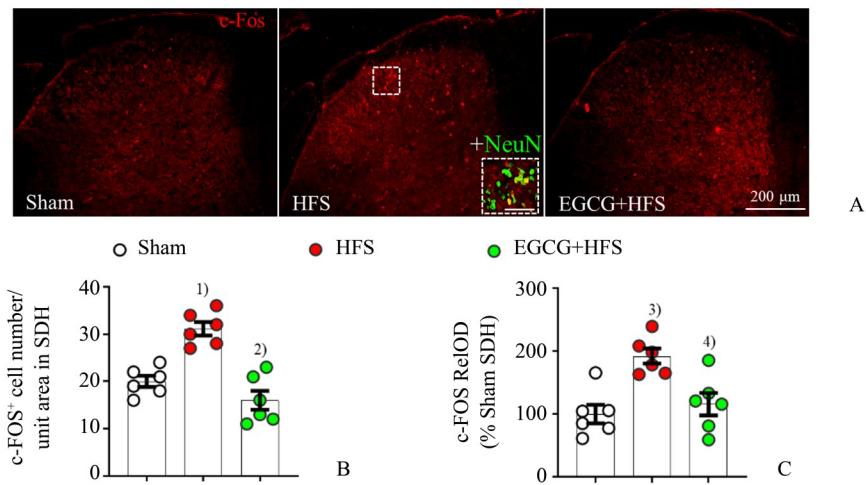 c-Fos
+NeuN
Sham
HFS
EGCG+HFS
200 μm
A
Sham
HFS
EGCG+HFS
c-FOS⁺ cell number/
unit area in SDH
40
30
20
10
0
1)
2)
B
c-FOS RelOD
(% Sham SDH)
300
200
100
0
3)
4)
C